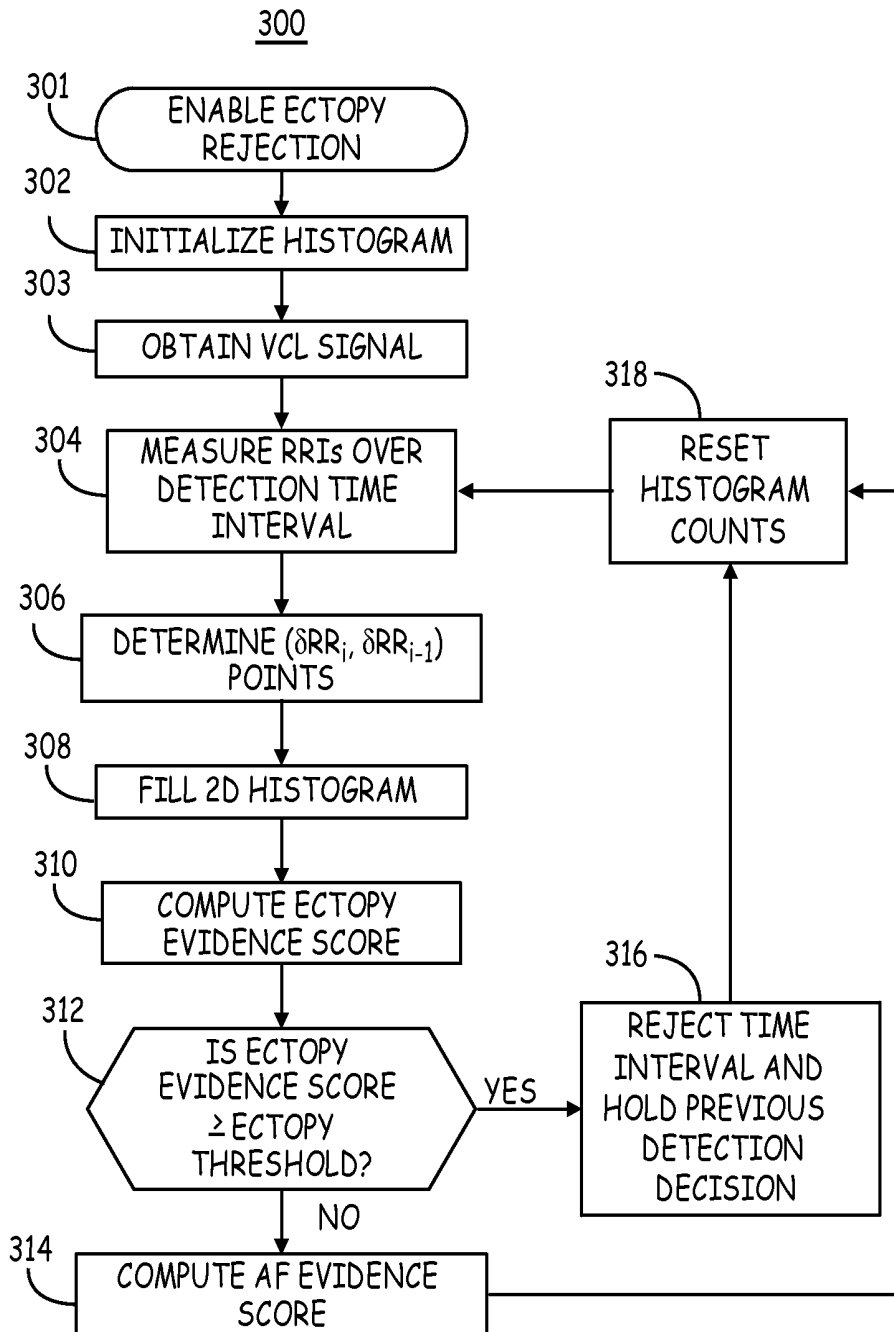 300
301
ENABLE ECTOPY
REJECTION
302
INITIALIZE HISTOGRAM
303
OBTAIN VCL SIGNAL
304
MEASURE RRIs OVER
DETECTION TIME
INTERVAL
318
RESET
HISTOGRAM
COUNTS
306
DETERMINE (δRRi, δRRi-1)
POINTS
308
FILL 2D HISTOGRAM
310
COMPUTE ECTOPY
EVIDENCE SCORE
312
IS ECTOPY
EVIDENCE SCORE
≥ ECTOPY
THRESHOLD?
YES
NO
316
REJECT TIME
INTERVAL AND
HOLD PREVIOUS
DETECTION
DECISION
314
COMPUTE AF EVIDENCE
SCORE